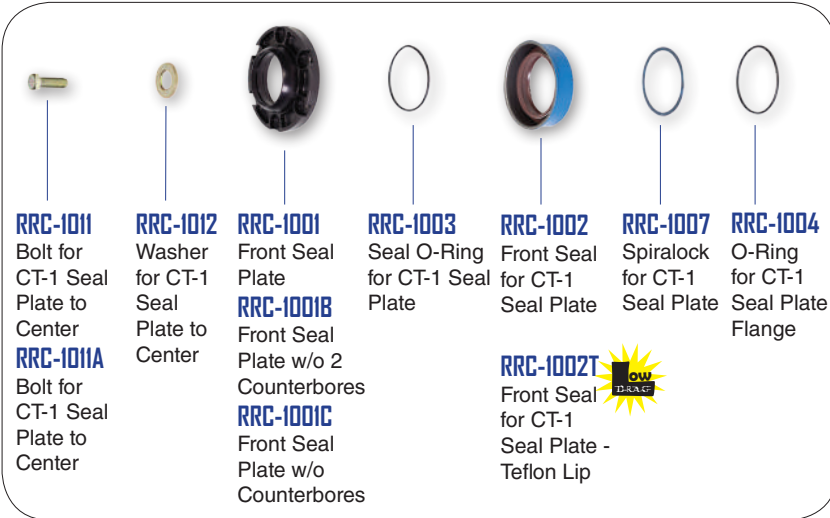 RRC-1011
Bolt for
CT-1 Seal
Plate to
Center
RRC-1011A
Bolt for
CT-1 Seal
Plate to
Center
RRC-1012
Washer
for CT-1
Seal
Plate to
Center
RRC-1001
Front Seal
Plate
RRC-1001B
Front Seal
Plate w/o 2
Counterbores
RRC-1001C
Front Seal
Plate w/o
Counterbores
RRC-1003
Seal O-Ring
for CT-1 Seal
Plate
RRC-1002
Front Seal
for CT-1
Seal Plate
RRC-1002T
Front Seal
for CT-1
Seal Plate -
Teflon Lip
Low
DRAG
RRC-1007
Spiralock
for CT-1
Seal Plate
RRC-1004
O-Ring
for CT-1
Seal Plate
Flange